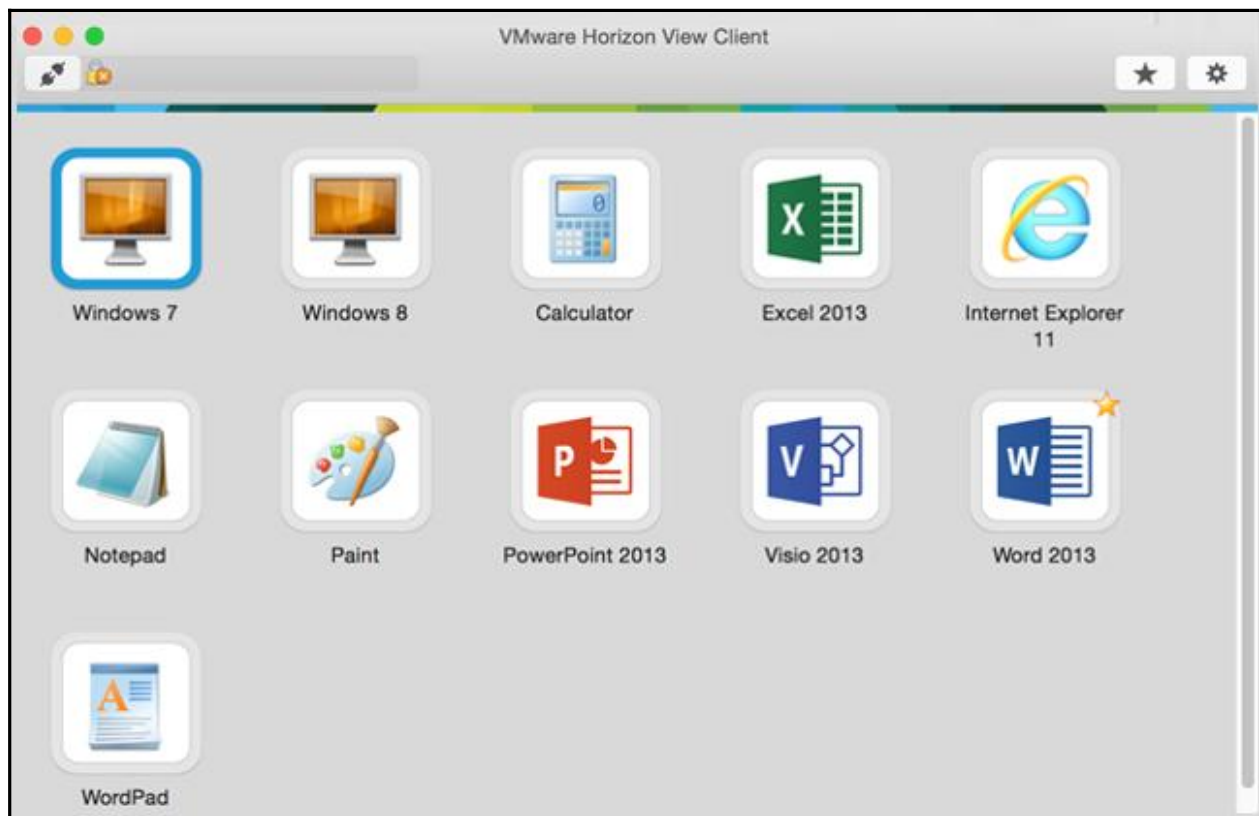 VMware Horizon View Client
Windows 7
Windows 8
Calculator
Excel 2013
Internet Explorer
11
Notepad
Paint
PowerPoint 2013
Visio 2013
Word 2013
WordPad
0
X
P
V
W
A